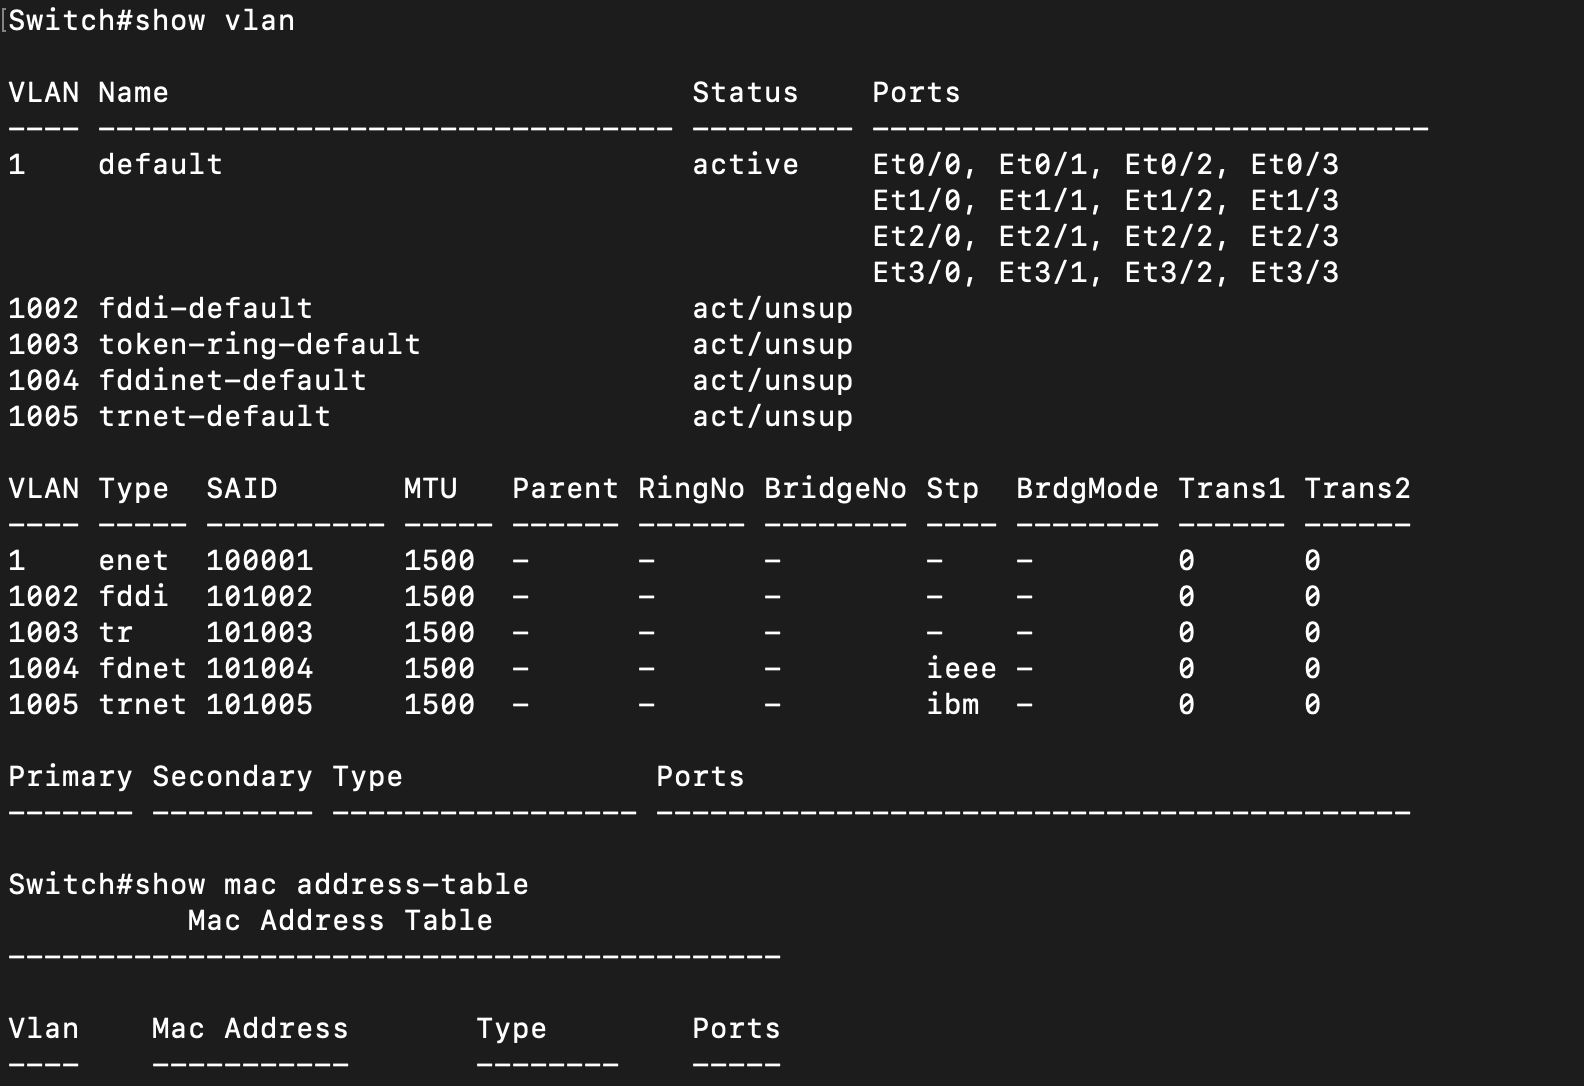 Switch#show vlan

VLAN Name                             Status    Ports
---- -------------------------------- --------- -------------------------------
1    default                          active    Et0/0, Et0/1, Et0/2, Et0/3
                                                Et1/0, Et1/1, Et1/2, Et1/3
                                                Et2/0, Et2/1, Et2/2, Et2/3
                                                Et3/0, Et3/1, Et3/2, Et3/3
1002 fddi-default                     act/unsup
1003 token-ring-default               act/unsup
1004 fddinet-default                  act/unsup
1005 trnet-default                    act/unsup

VLAN Type  SAID       MTU   Parent RingNo BridgeNo Stp  BrdgMode Trans1 Trans2
---- ----- ---------- ----- ------ ------ -------- ---- -------- ------ ------
1    enet  100001     1500  -      -      -        -    -        0      0
1002 fddi  101002     1500  -      -      -        -    -        0      0
1003 tr    101003     1500  -      -      -        -    -        0      0
1004 fdnet 101004     1500  -      -      -        ieee -        0      0
1005 trnet 101005     1500  -      -      -        ibm  -        0      0

Primary Secondary Type              Ports
------- --------- ----------------- ------------------------------------------

Switch#show mac address-table
          Mac Address Table
-------------------------------------------

Vlan    Mac Address       Type        Ports
----    -----------       --------    -----